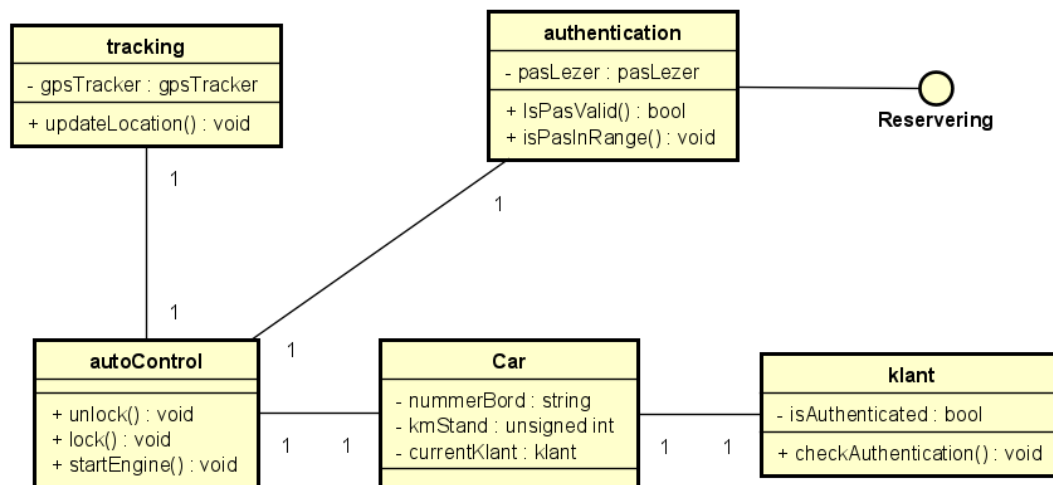 tracking
- gpsTracker : gpsTracker
+ updateLocation() : void
authentication
- pasLezer : pasLezer
+ IsPasValid() : bool
+ isPasInRange() : void
Reservering
1
1
1
1
autoControl
+ unlock() : void
+ lock() : void
+ startEngine() : void
1
1
Car
- nummerBord : string
- kmStand : unsigned int
- currentKlant : klant
1
1
klant
- isAuthenticated : bool
+ checkAuthentication() : void